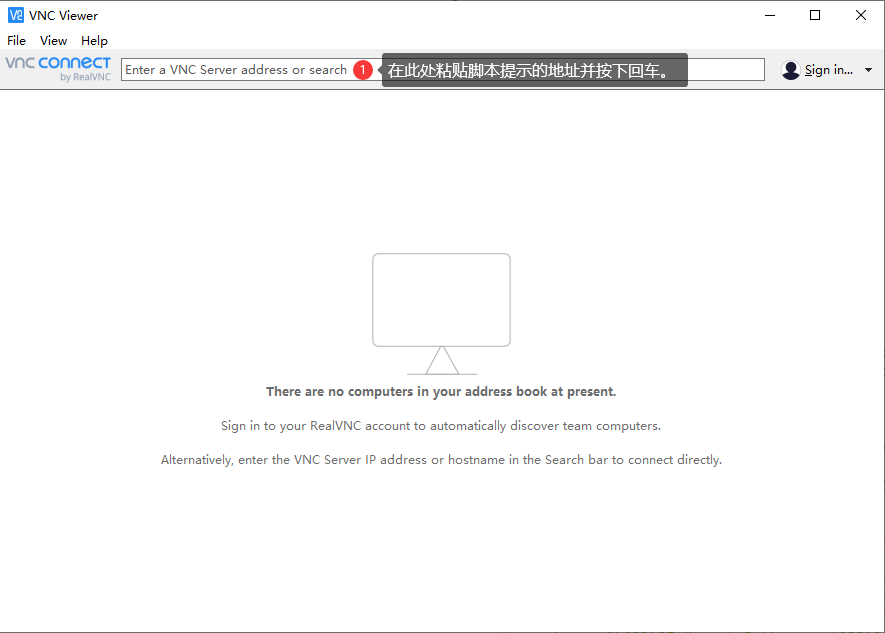 VNC Viewer
File View Help
vnc connect
by RealVNC
Enter a VNC Server address or search 1 在此处粘贴脚本提示的地址并按下回车。
Sign in...
There are no computers in your address book at present.
Sign in to your RealVNC account to automatically discover team computers.
Alternatively, enter the VNC Server IP address or hostname in the Search bar to connect directly.